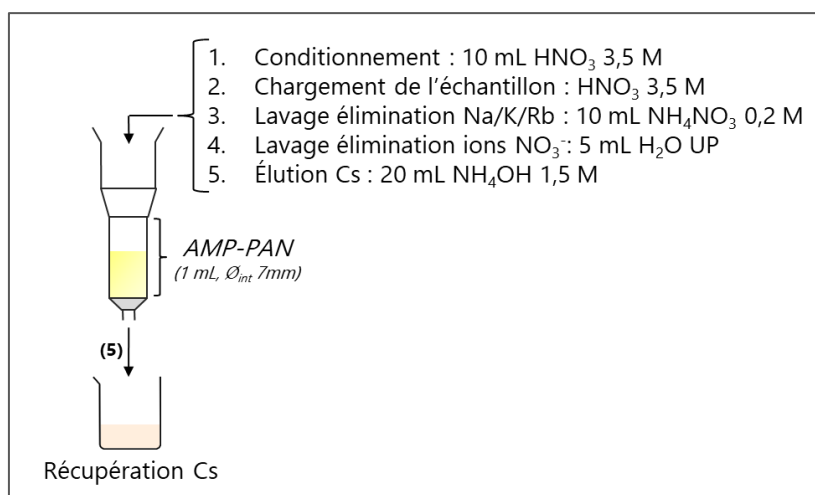 1. Conditionnement : 10 mL HNO₃ 3,5 M
2. Chargement de l’échantillon : HNO₃ 3,5 M
3. Lavage élimination Na/K/Rb : 10 mL NH₄NO₃ 0,2 M
4. Lavage élimination ions NO₃⁻: 5 mL H₂O UP
5. Élution Cs : 20 mL NH₄OH 1,5 M
AMP-PAN
(1 mL, Ø_int 7mm)
(5)
Récupération Cs